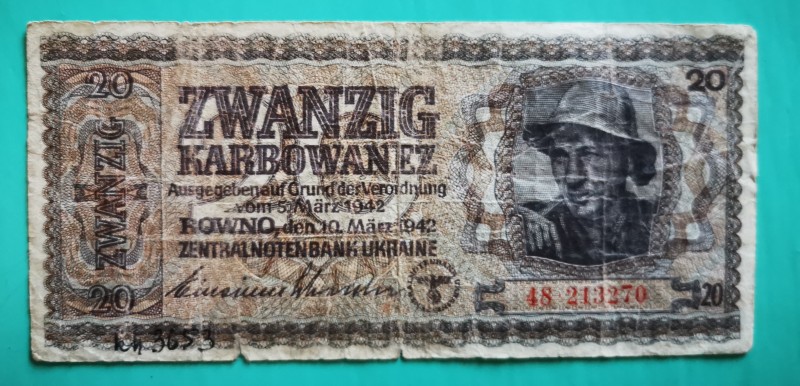 20
20
ZWANZIG
ZWANZIG
KARBOWANEZ
Ausgegeben auf Grund der Verordnung
vom 5. März 1942
ROWNO, den 10. März 1942
ZENTRALNOTENBANK UKRAINE
48 213270
20
20
3653